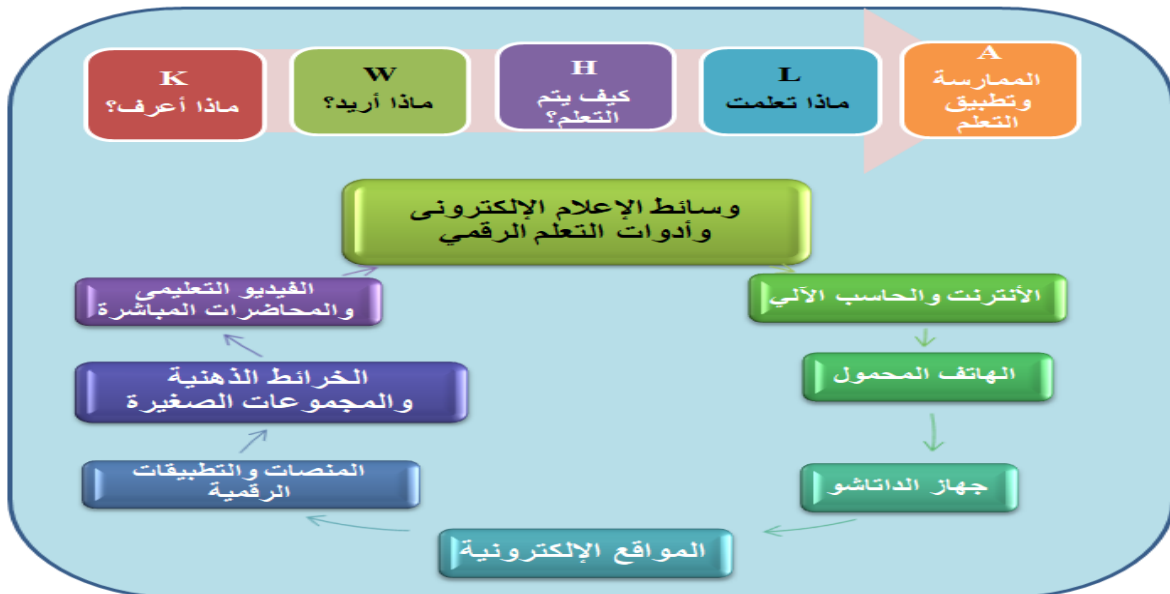 K
ماذا أعرف؟
W
ماذا أريد؟
H
كيف يتم
التعلم؟
L
ماذا تعلمت
A
الممارسة
وتطبيق
التعلم
وسائط الإعلام الإلكترونى
وأدوات التعلم الرقمي
الأنترنت والحاسب الآلي
الهاتف المحمول
جهاز الداتاشو
المواقع الإلكترونية
المنصات والتطبيقات
الرقمية
الخرائط الذهنية
والمجموعات الصغيرة
الفيديو التعليمى
والمحاضرات المباشرة